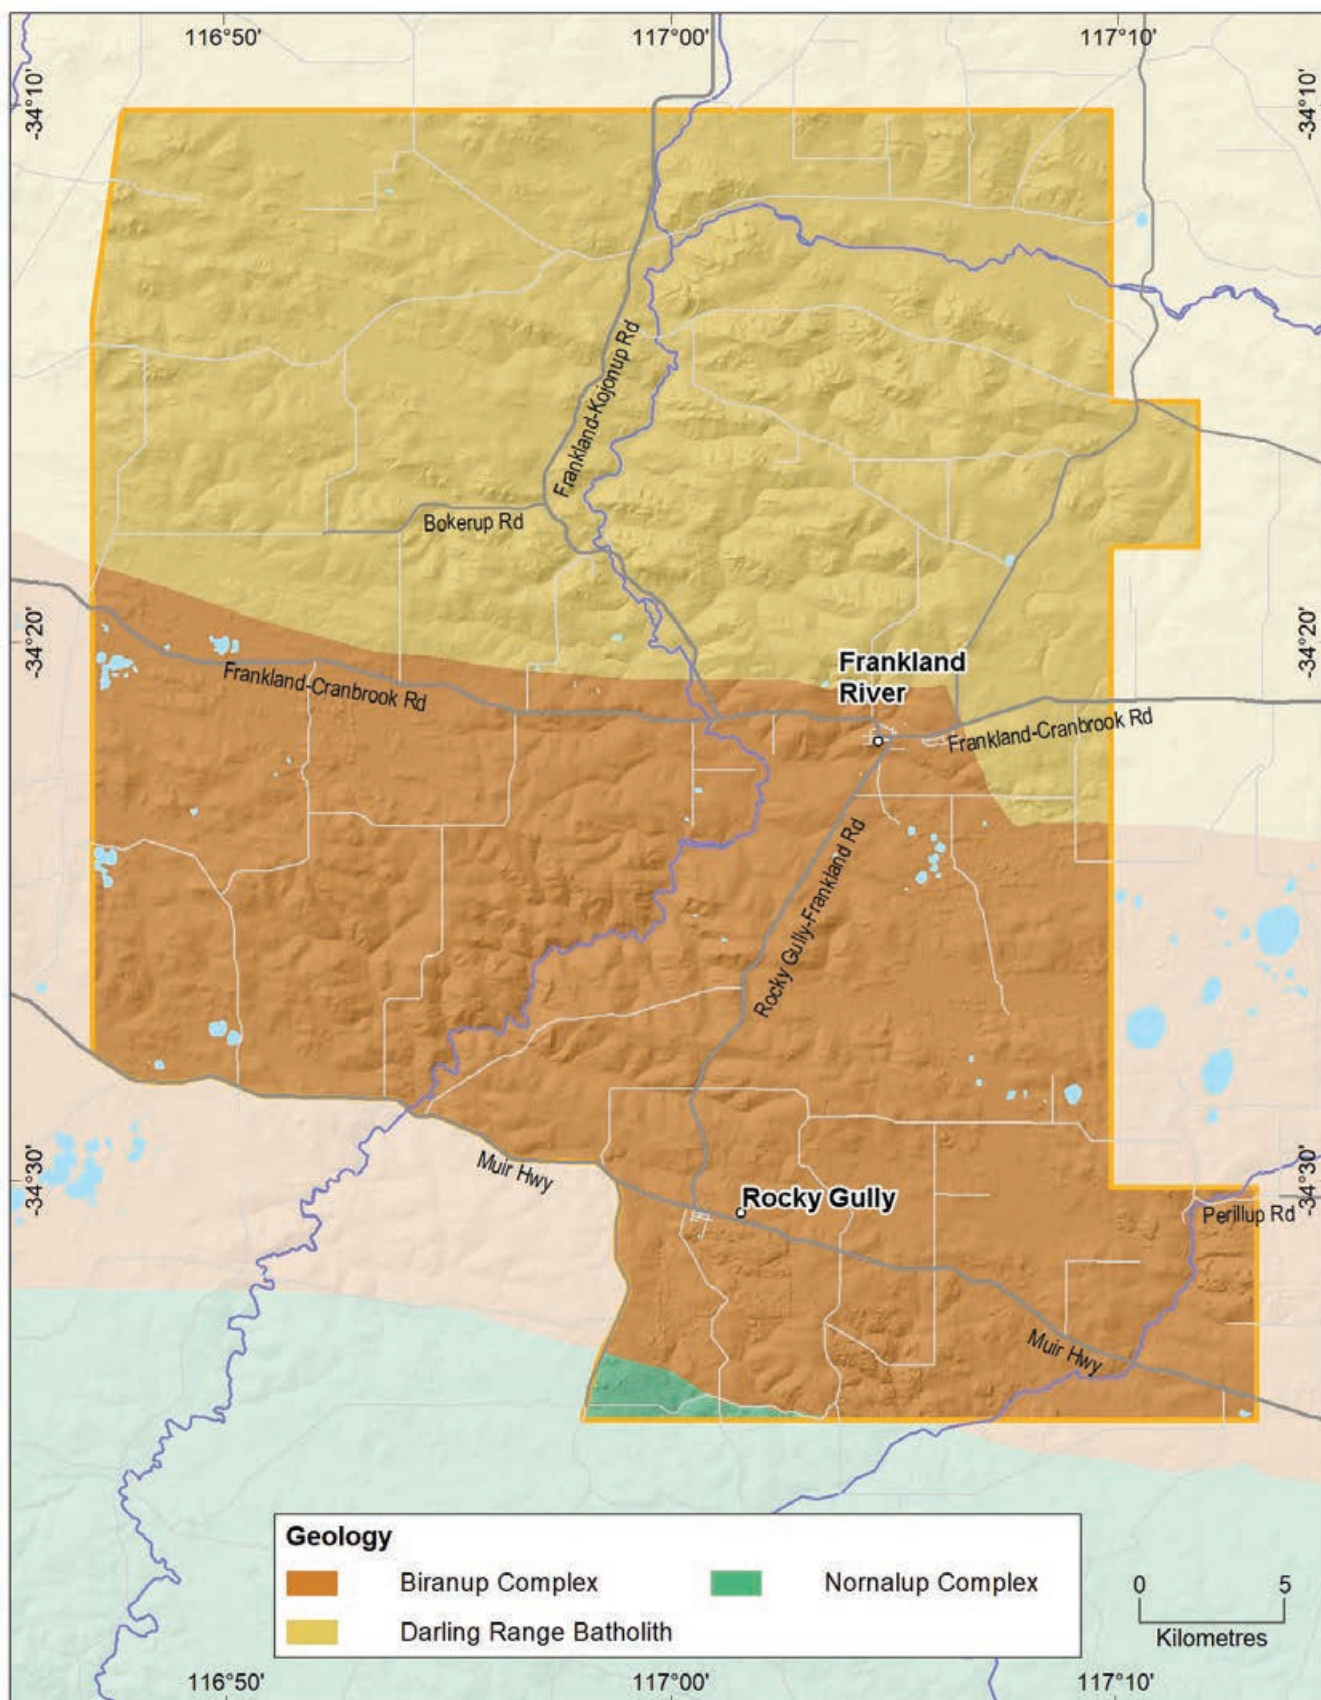 116°50'
117°00'
117°10'
-34°10'
-34°10'
Frankland-Kojonup Rd
Bokerup Rd
-34°20'
-34°20'
Frankland
River
Frankland-Cranbrook Rd
Frankland-Cranbrook Rd
Rocky Gully-Frankland Rd
-34°30'
-34°30'
Muir Hwy
Rocky Gully
Perillup Rd
Muir Hwy
Geology
Biranup Complex
Nornalup Complex
Darling Range Batholith
0 5
Kilometres
116°50'
117°00'
117°10'